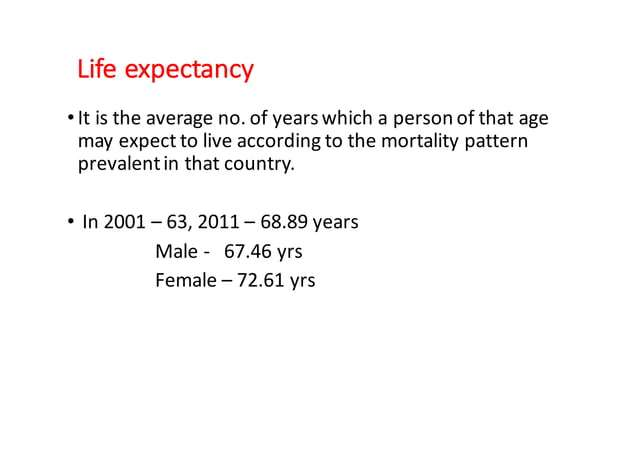 Life expectancy
• It is the average no. of years which a person of that age
may expect to live according to the mortality pattern
prevalent in that country.
• In 2001 – 63, 2011 – 68.89 years
Male - 67.46 yrs
Female – 72.61 yrs